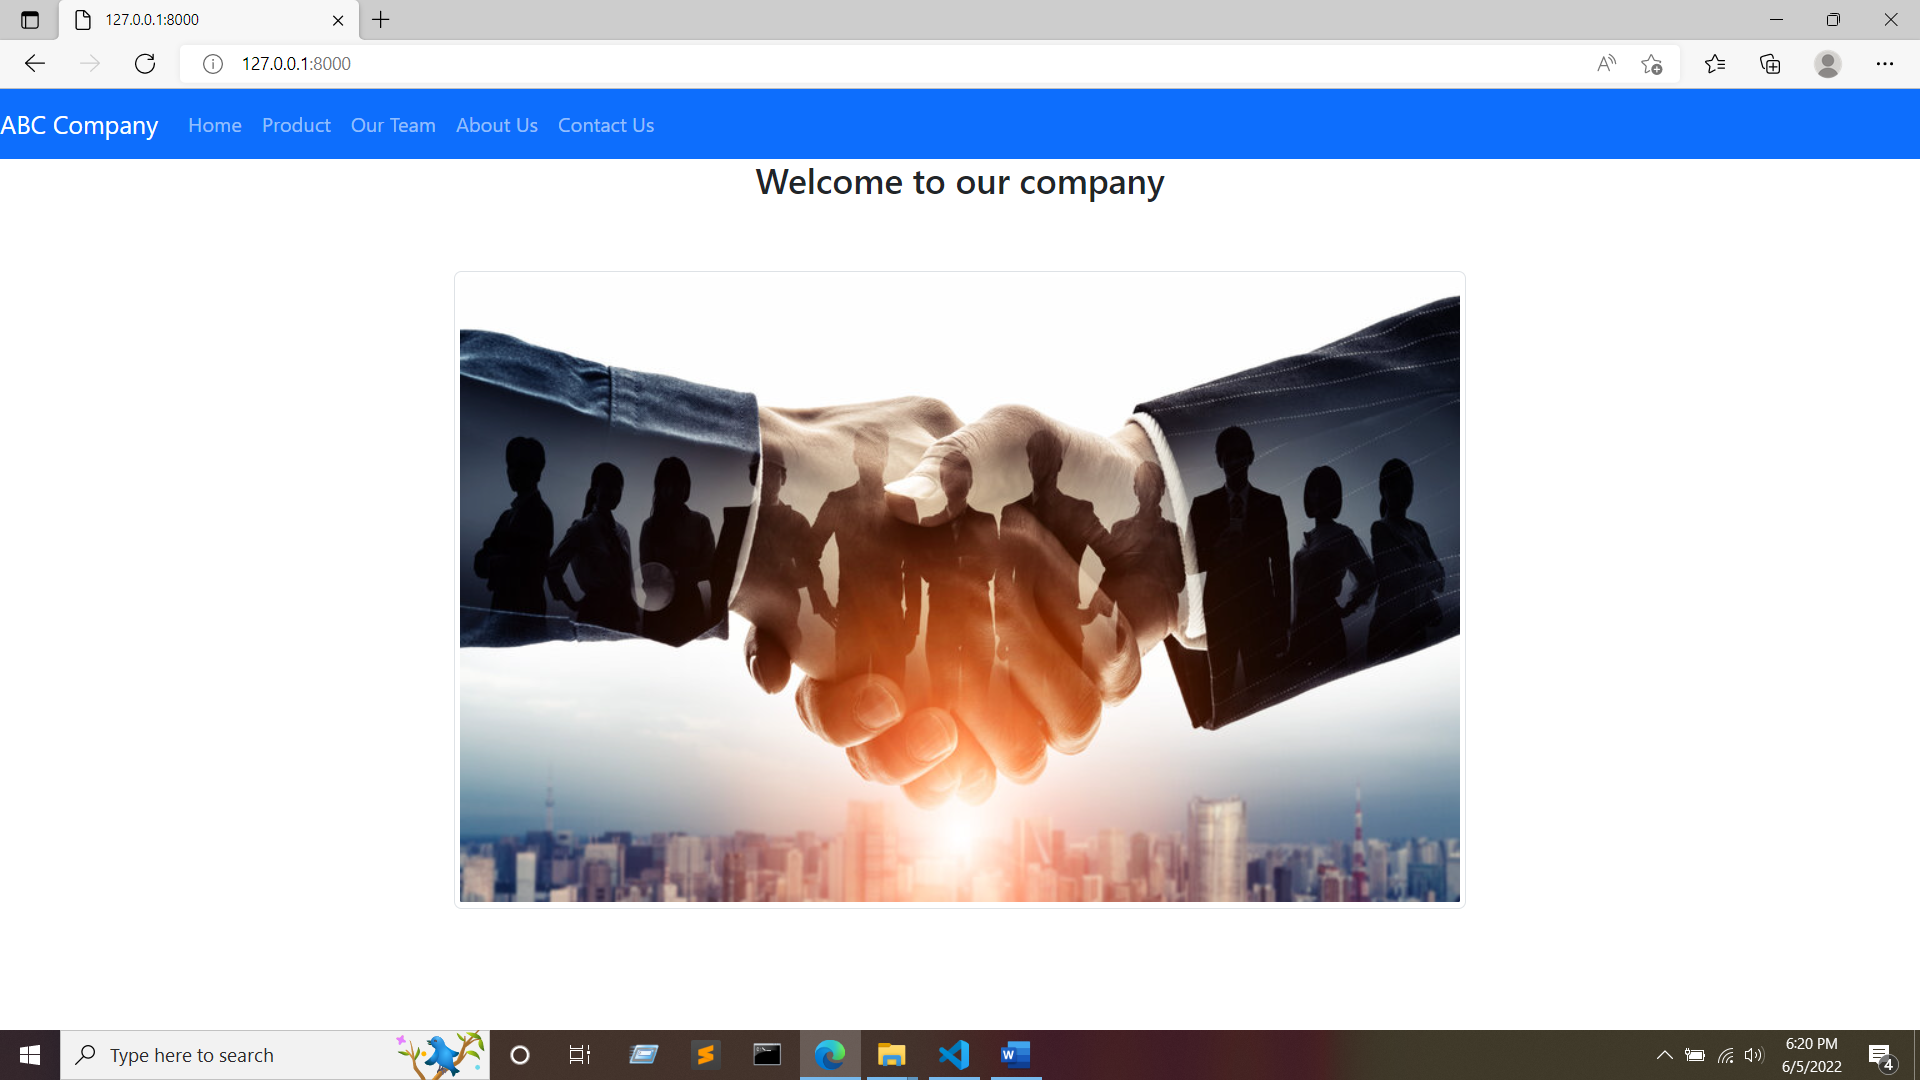 127.0.0.1:8000
127.0.0.1:8000
ABC Company Home Product Our Team About Us Contact Us
Welcome to our company
Type here to search
6:20 PM
6/5/2022
4